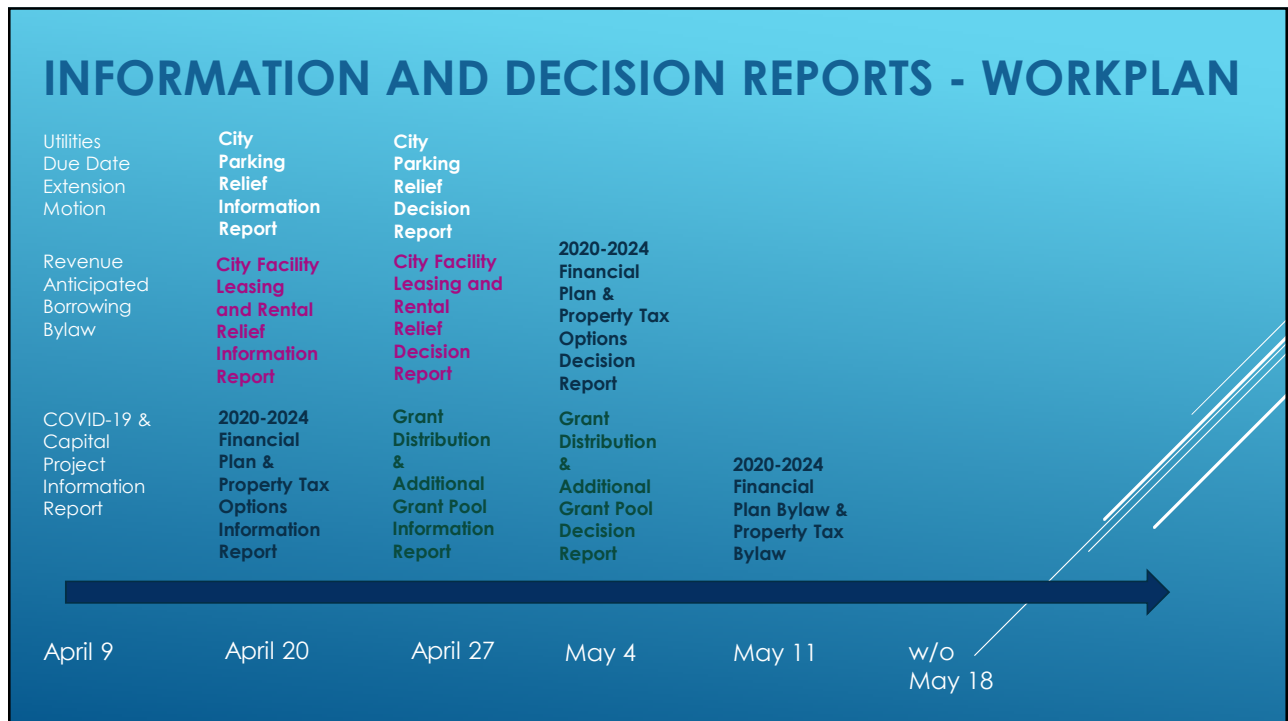 INFORMATION AND DECISION REPORTS - WORKPLAN
Utilities
Due Date
Extension
Motion
Revenue
Anticipated
Borrowing
Bylaw
COVID-19 &
Capital
Project
Information
Report
City
Parking
Relief
Information
Report
City Facility
Leasing
and Rental
Relief
Information
Report
2020-2024
Financial
Plan &
Property Tax
Options
Information
Report
City
Parking
Relief
Decision
Report
City Facility
Leasing and
Rental
Relief
Decision
Report
Grant
Distribution
&
Additional
Grant Pool
Information
Report
2020-2024
Financial
Plan &
Property Tax
Options
Decision
Report
Grant
Distribution
&
Additional
Grant Pool
Decision
Report
2020-2024
Financial
Plan Bylaw &
Property Tax
Bylaw
April 9
April 20
April 27
May 4
May 11
w/o
May 18